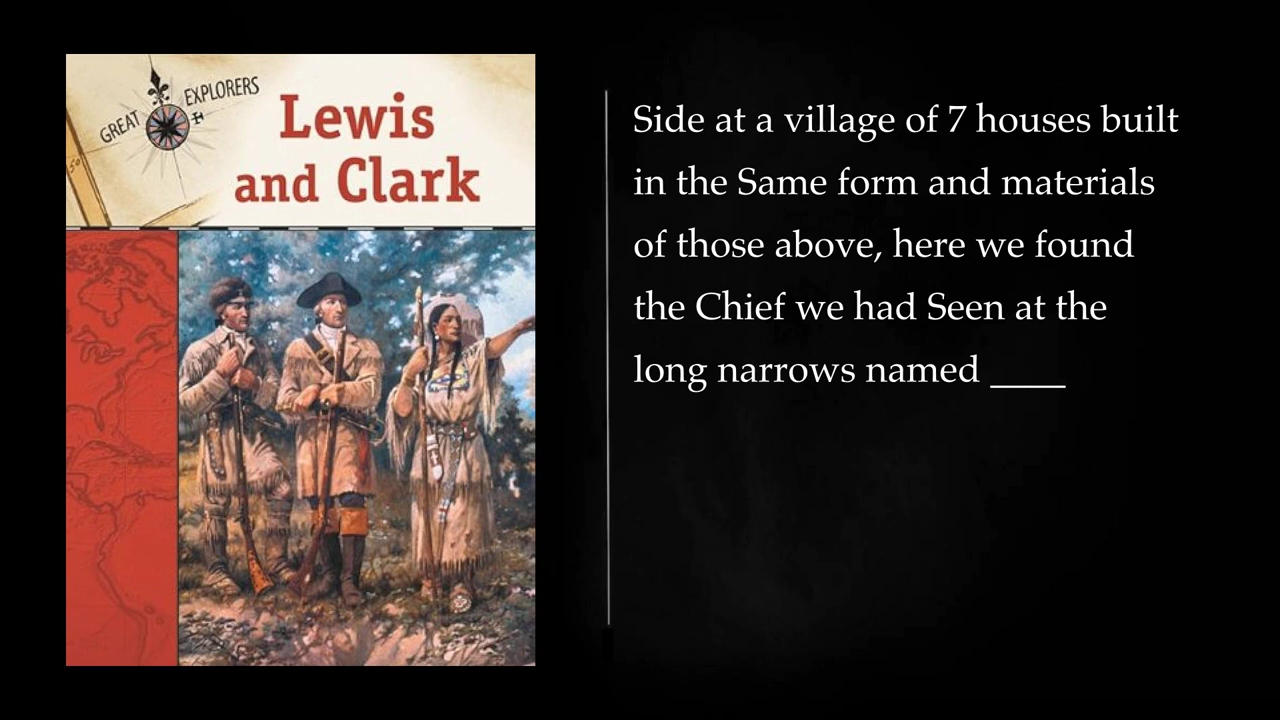 GREAT EXPLORERS
Lewis
and Clark
Side at a village of 7 houses built
in the Same form and materials
of those above, here we found
the Chief we had Seen at the
long narrows named ____